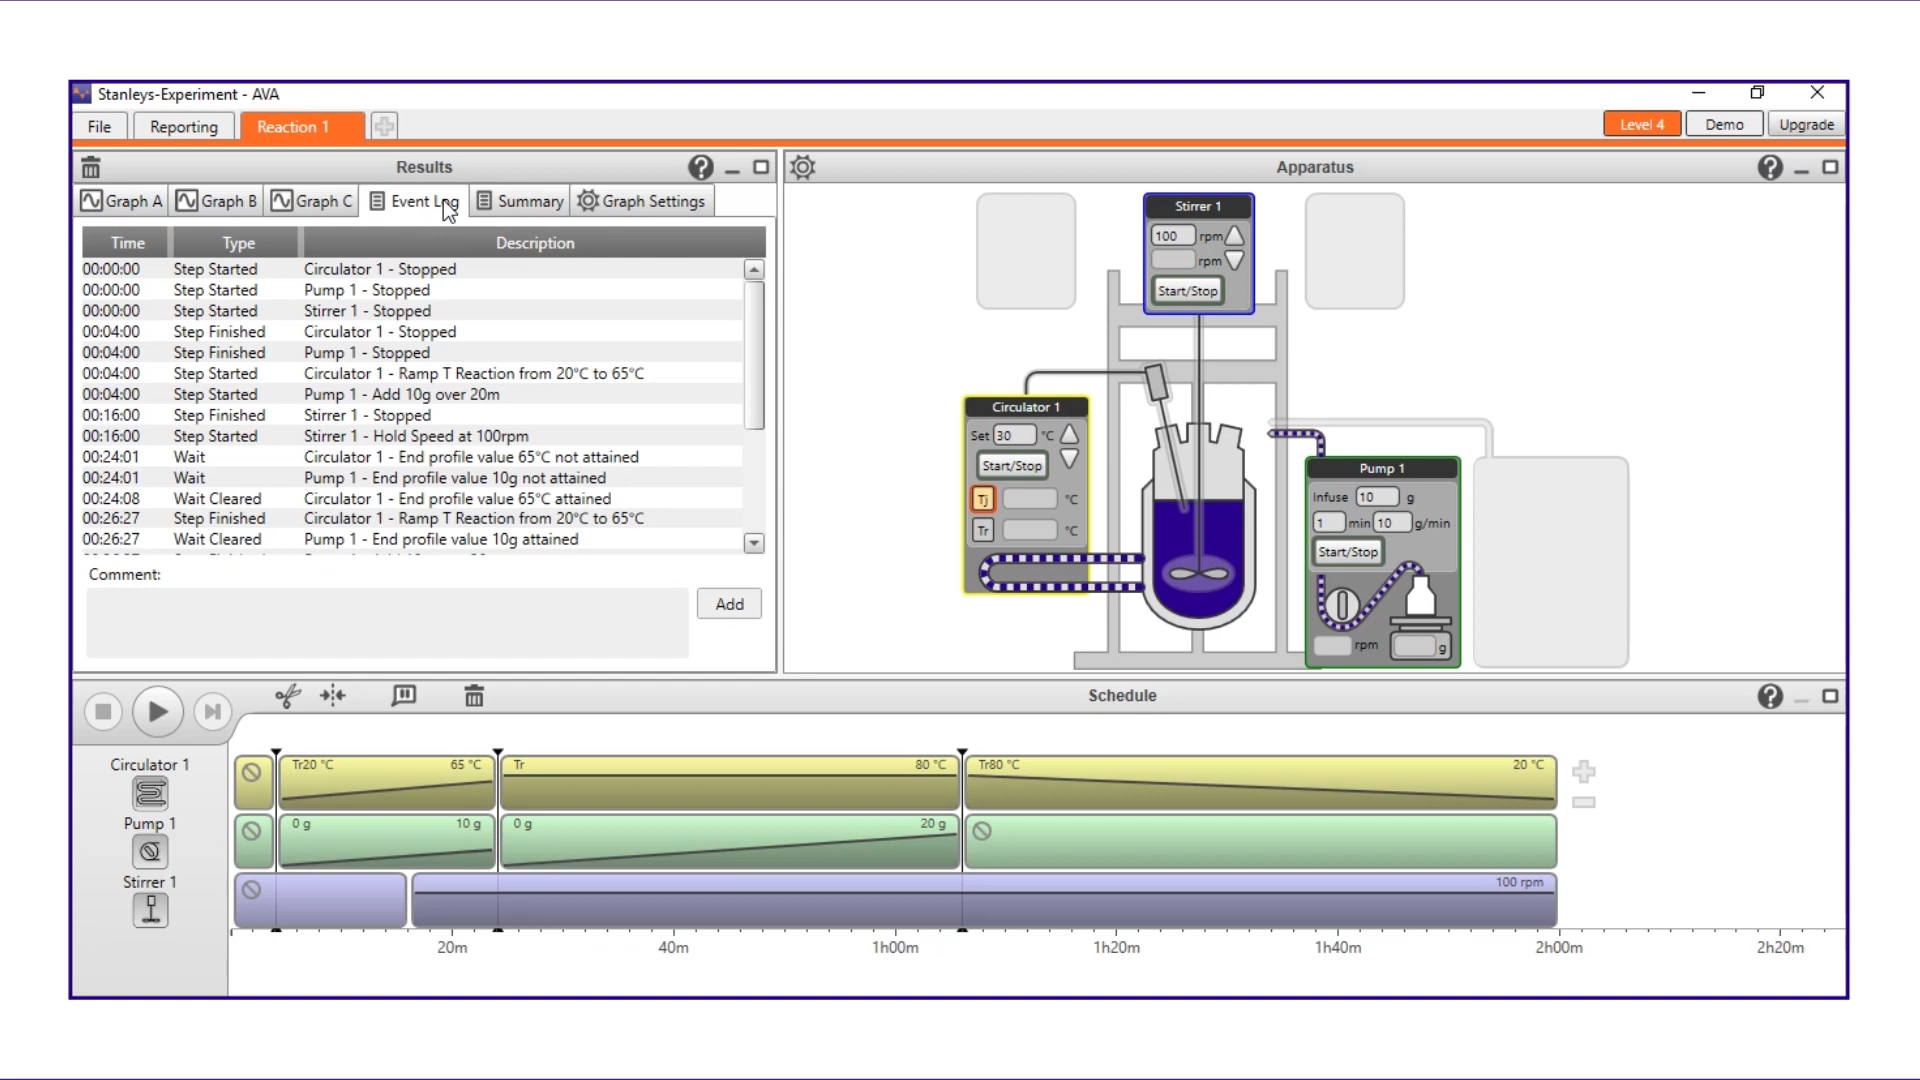 Stanleys-Experiment - AVA
File Reporting Reaction 1
Level 4 Demo Upgrade
Results
Graph A Graph B Graph C Event Log Summary Graph Settings
Time Type Description
00:00:00 Step Started Circulator 1 - Stopped
00:00:00 Step Started Pump 1 - Stopped
00:00:00 Step Started Stirrer 1 - Stopped
00:04:00 Step Finished Circulator 1 - Stopped
00:04:00 Step Finished Pump 1 - Stopped
00:04:00 Step Started Circulator 1 - Ramp T Reaction from 20°C to 65°C
00:04:00 Step Started Pump 1 - Add 10g over 20m
00:16:00 Step Finished Stirrer 1 - Stopped
00:16:00 Step Started Stirrer 1 - Hold Speed at 100rpm
00:24:01 Wait Circulator 1 - End profile value 65°C not attained
00:24:01 Wait Pump 1 - End profile value 10g not attained
00:24:08 Wait Cleared Circulator 1 - End profile value 65°C attained
00:26:27 Step Finished Circulator 1 - Ramp T Reaction from 20°C to 65°C
00:26:27 Wait Cleared Pump 1 - End profile value 10g attained
Comment:
Add
Apparatus
Stirrer 1
100 rpm
rpm
Start/Stop
Circulator 1
Set 30 °C
Start/Stop
Tj °C
Tr °C
Pump 1
Infuse 10 g
1 min 10 g/min
Start/Stop
rpm g
Schedule
Circulator 1
Tr20 °C 65 °C Tr 80 °C Tr80 °C 20 °C
Pump 1
0 g 10 g 0 g 20 g
Stirrer 1
100 rpm
20m 40m 1h00m 1h20m 1h40m 2h00m 2h20m